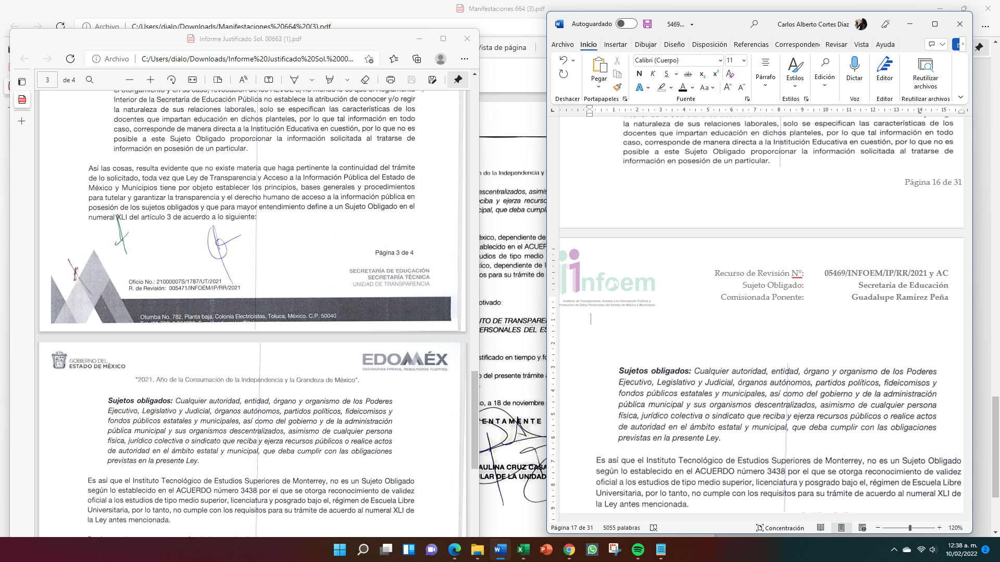 Manifestaciones 664 (3).pdf
Archivo
C:/Users/dialo/Downloads/Manifestaciones%20664%20(3).pdf
Vista de página
Informe Justificado Sol. 00663 (1).pdf
Archivo
C:/Users/dialo/Downloads/Informe%20Justificado%20Sol.%2000...
3
de 4
Interior de la Secretaría de Educación Pública no establece la atribución de conocer y/o regir
la naturaleza de sus relaciones laborales, solo se especifican las características de los
docentes que impartan educación en dichos planteles, por lo que tal información en todo
caso, corresponde de manera directa a la Institución Educativa en cuestión, por lo que no es
posible a este Sujeto Obligado proporcionar la información solicitada al tratarse de
información en posesión de un particular.
Así las cosas, resulta evidente que no existe materia que haga pertinente la continuidad del trámite
de lo solicitado, toda vez que Ley de Transparencia y Acceso a la Información Pública del Estado de
México y Municipios tiene por objeto establecer los principios, bases generales y procedimientos
para tutelar y garantizar la transparencia y el derecho humano de acceso a la información pública en
posesión de los sujetos obligados y que para mayor entendimiento define a un Sujeto Obligado en el
numeral XLI del artículo 3 de acuerdo a lo siguiente:
Página 3 de 4
SECRETARÍA DE EDUCACIÓN
SECRETARÍA TÉCNICA
UNIDAD DE TRANSPARENCIA
Oficio No.: 21000007S/1787/UT/2021
R. de Revisión: 005471/INFOEM/IP/RR/2021
Otumba No. 782, Planta baja, Colonia Electricistas, Toluca, México. C.P. 50040
GOBIERNO DEL
ESTADO DE MÉXICO
EDOMÉX
DECISIONES FIRMES, RESULTADOS FUERTES.
"2021. Año de la Consumación de la Independencia y la Grandeza de México".
Sujetos obligados: Cualquier autoridad, entidad, órgano y organismo de los Poderes
Ejecutivo, Legislativo y Judicial, órganos autónomos, partidos políticos, fideicomisos y
fondos públicos estatales y municipales, así como del gobierno y de la administración
pública municipal y sus organismos descentralizados, asimismo de cualquier persona
física, jurídico colectiva o sindicato que reciba y ejerza recursos públicos o realice actos
de autoridad en el ámbito estatal y municipal, que deba cumplir con las obligaciones
previstas en la presente Ley.
Es así que el Instituto Tecnológico de Estudios Superiores de Monterrey, no es un Sujeto Obligado
según lo establecido en el ACUERDO número 3438 por el que se otorga reconocimiento de validez
oficial a los estudios de tipo medio superior, licenciatura y posgrado bajo el, régimen de Escuela Libre
Universitaria, por lo tanto, no cumple con los requisitos para su trámite de acuerdo al numeral XLI de
la Ley antes mencionada.
n de la Independencia y
escentralizados, asimis
ciba y ejerza recurso
cipal, que deba cumpl
éxico, dependiente de
ablecido en el ACUER
udios de tipo medio
xico, dependiente de l
os para su trámite de
otivado:
UTO DE TRANSPAREN
ERSONALES DEL ES
stificado en tiempo y fo
o del presente trámite a
o, a 18 de noviembre
ENTAMENTE
AULINA CRUZ CASA
LAR DE LA UNIDAD
Autoguardado
5469...
Carlos Alberto Cortes Diaz
Archivo Inicio Insertar Dibujar Diseño Disposición Referencias Corresponden Revisar Vista Ayuda
Calibri (Cuerpo) 11
N K S ab x₂ x² A
A A Aa A A
Pegar
Párrafo
Estilos
Edición
Dictar
Editor
Reutilizar
archivos
Deshacer Portapapeles Fuente Estilos Voz Editor Reutilizar archivos
1 2 3 4 5 6 7 8 9 10 11 12 13 14 15
la naturaleza de sus relaciones laborales, solo se especifican las características de los
docentes que impartan educación en dichos planteles, por lo que tal información en todo
caso, corresponde de manera directa a la Institución Educativa en cuestión, por lo que no es
posible a este Sujeto Obligado proporcionar la información solicitada al tratarse de
información en posesión de un particular.
Página 16 de 31
infoem
Instituto de Transparencia, Acceso a la Información Pública y
Protección de Datos Personales del Estado de México y Municipios
Recurso de Revisión N°: 05469/INFOEM/IP/RR/2021 y AC
Sujeto Obligado: Secretaría de Educación
Comisionada Ponente: Guadalupe Ramírez Peña
1 2 3 4 5 6 7 8 9
Sujetos obligados: Cualquier autoridad, entidad, órgano y organismo de los Poderes
Ejecutivo, Legislativo y Judicial, órganos autónomos, partidos políticos, fideicomisos y
fondos públicos estatales y municipales, así como del gobierno y de la administración
pública municipal y sus organismos descentralizados, asimismo de cualquier persona
física, jurídico colectiva o sindicato que reciba y ejerza recursos públicos o realice actos
de autoridad en el ámbito estatal y municipal, que deba cumplir con las obligaciones
previstas en la presente Ley.
Es así que el Instituto Tecnológico de Estudios Superiores de Monterrey, no es un Sujeto Obligado
según lo establecido en el ACUERDO número 3438 por el que se otorga reconocimiento de validez
oficial a los estudios de tipo medio superior, licenciatura y posgrado bajo el, régimen de Escuela Libre
Universitaria, por lo tanto, no cumple con los requisitos para su trámite de acuerdo al numeral XLI de
la Ley antes mencionada.
Página 17 de 31 5055 palabras
Concentración
120%
12:38 a. m.
10/02/2022
2